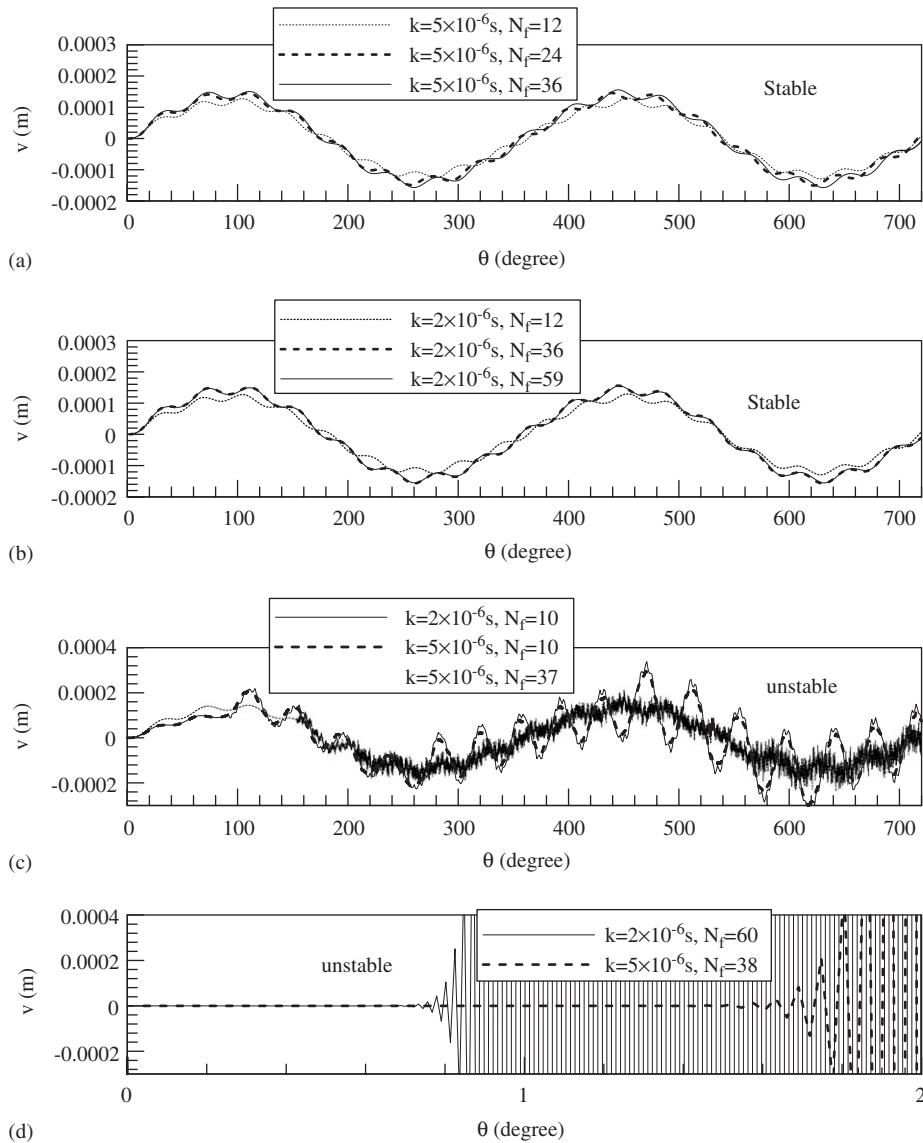 k=5×10⁻⁶s, N_f=12
k=5×10⁻⁶s, N_f=24
k=5×10⁻⁶s, N_f=36
Stable
0.0003
0.0002
0.0001
0
-0.0001
-0.0002
v (m)
0 100 200 300 400 500 600 700
θ (degree)
(a)
k=2×10⁻⁶s, N_f=12
k=2×10⁻⁶s, N_f=36
k=2×10⁻⁶s, N_f=59
Stable
0.0003
0.0002
0.0001
0
-0.0001
-0.0002
v (m)
0 100 200 300 400 500 600 700
θ (degree)
(b)
k=2×10⁻⁶s, N_f=10
k=5×10⁻⁶s, N_f=10
k=5×10⁻⁶s, N_f=37
unstable
0.0004
0.0002
0
-0.0002
v (m)
0 100 200 300 400 500 600 700
θ (degree)
(c)
k=2×10⁻⁶s, N_f=60
k=5×10⁻⁶s, N_f=38
unstable
0.0004
0.0002
0
-0.0002
v (m)
0 1 2
θ (degree)
(d)